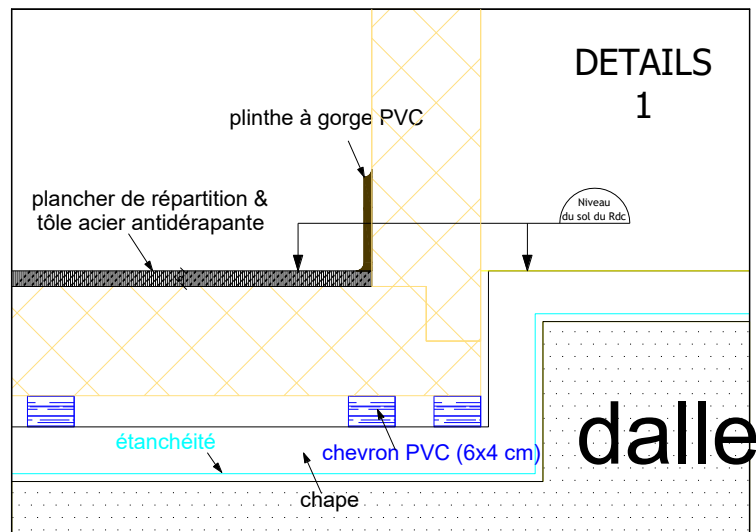 DETAILS
1
plinthe à gorge PVC
plancher de répartition &
tôle acier antidérapante
Niveau
du sol du Rdc
dalle
étanchéité
chevron PVC (6x4 cm)
chape